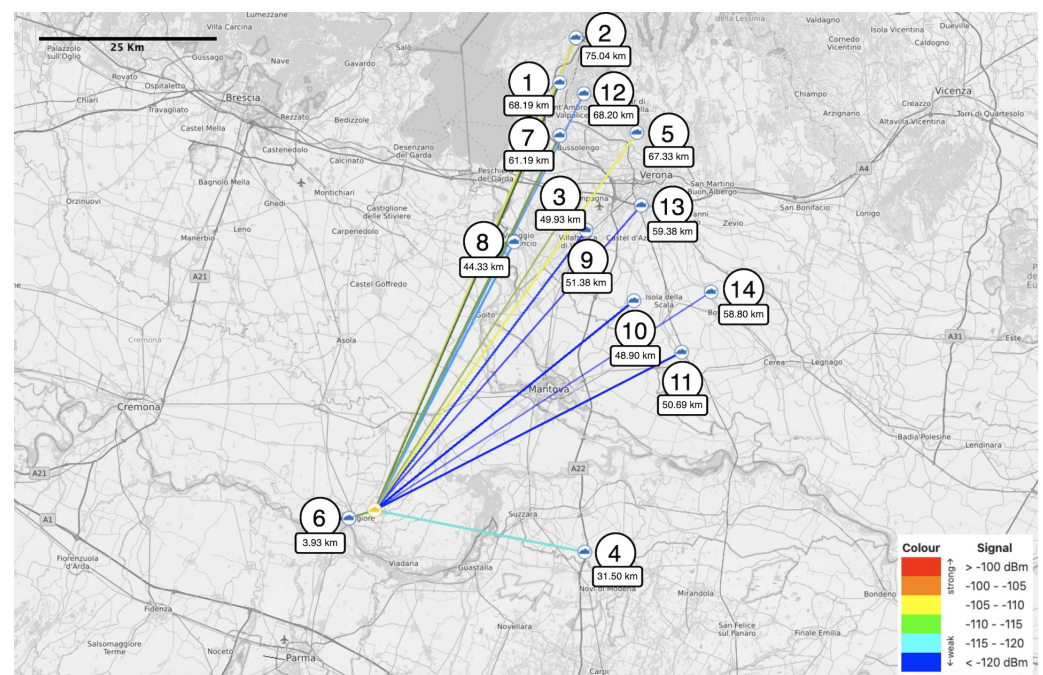 Lumezzane
della Lessinia
Valdagno
Villa Carcina
Isola Vicentina
Dueville
Palazzolo
sull'Oglio
25 Km
Salò
Cornedo
Vicentino
Caldogno
Gussago
Nave
Gavardo
2
75.04 km
Rovato
Ospitaletto
1
68.19 km
12
68.20 km
Chiampo
Vicenza
Chiari
Brescia
Creazzo
Travagliato
Rezzato
Bedizzole
Arzignano
Altavilla Vicentina
Torri di Quartesolo
Castel Mella
7
61.19 km
5
67.33 km
Castenedolo
Desenzano
del Garda
Bussolengo
Calcinato
Peschiera
del Garda
Verona
A4
Bagnolo Mella
Montichiari
San Martino
Buon Albergo
Orzinuovi
Ghedi
3
49.93 km
13
59.38 km
San Bonifacio
Lonigo
Castiglione
delle Stiviere
Zevio
Leno
Carpenedolo
Manerbio
8
44.33 km
9
51.38 km
A21
Castel Goffredo
14
58.80 km
Isola della
Scala
Goito
10
48.90 km
A31
Este
Cremona
Asola
Cerea
Legnago
11
50.69 km
Mantova
Cremona
Badia Polesine
Lendinara
A21
A22
A1
6
3.93 km
Suzzara
4
31.50 km
Viadana
Guastalla
Fiorenzuola
d'Arda
Novi di Modena
Mirandola
Bondeno
Fidenza
Novellara
San Felice
sul Panaro
Finale Emilia
Salsomaggiore
Terme
Noceto
Parma
Carpi
Colour
Signal
strong→
←weak
> -100 dBm
-100 - -105
-105 - -110
-110 - -115
-115 - -120
< -120 dBm